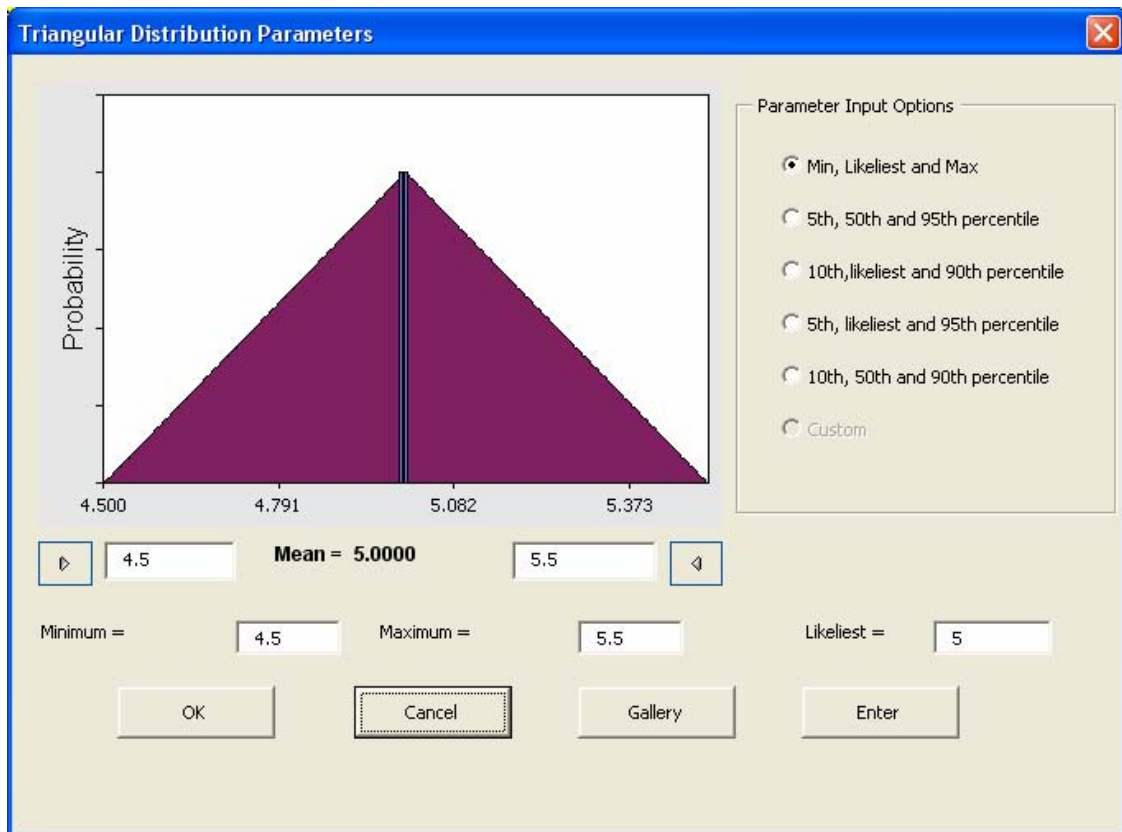 Triangular Distribution Parameters
Probability
4.500 4.791 5.082 5.373
Parameter Input Options
Min, Likeliest and Max
5th, 50th and 95th percentile
10th,likeliest and 90th percentile
5th, likeliest and 95th percentile
10th, 50th and 90th percentile
Custom
4.5 Mean = 5.0000 5.5
Minimum = 4.5 Maximum = 5.5 Likeliest = 5
OK Cancel Gallery Enter